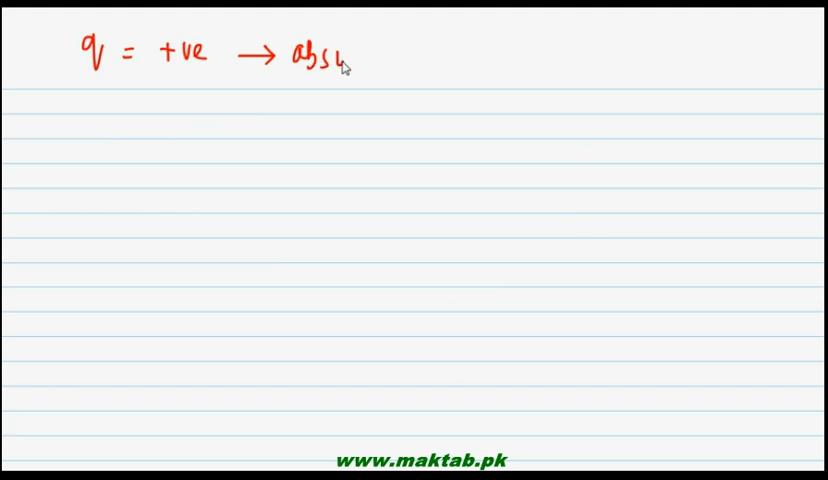 q = +ve → abs
www.maktab.pk